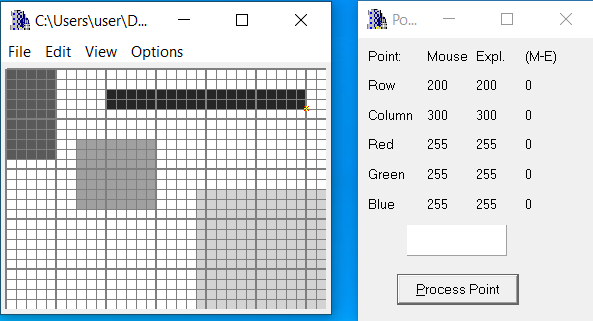 C:\Users\user\D...
File Edit View Options
Po...
Point: Mouse Expl. (M-E)
Row 200 200 0
Column 300 300 0
Red 255 255 0
Green 255 255 0
Blue 255 255 0
Process Point